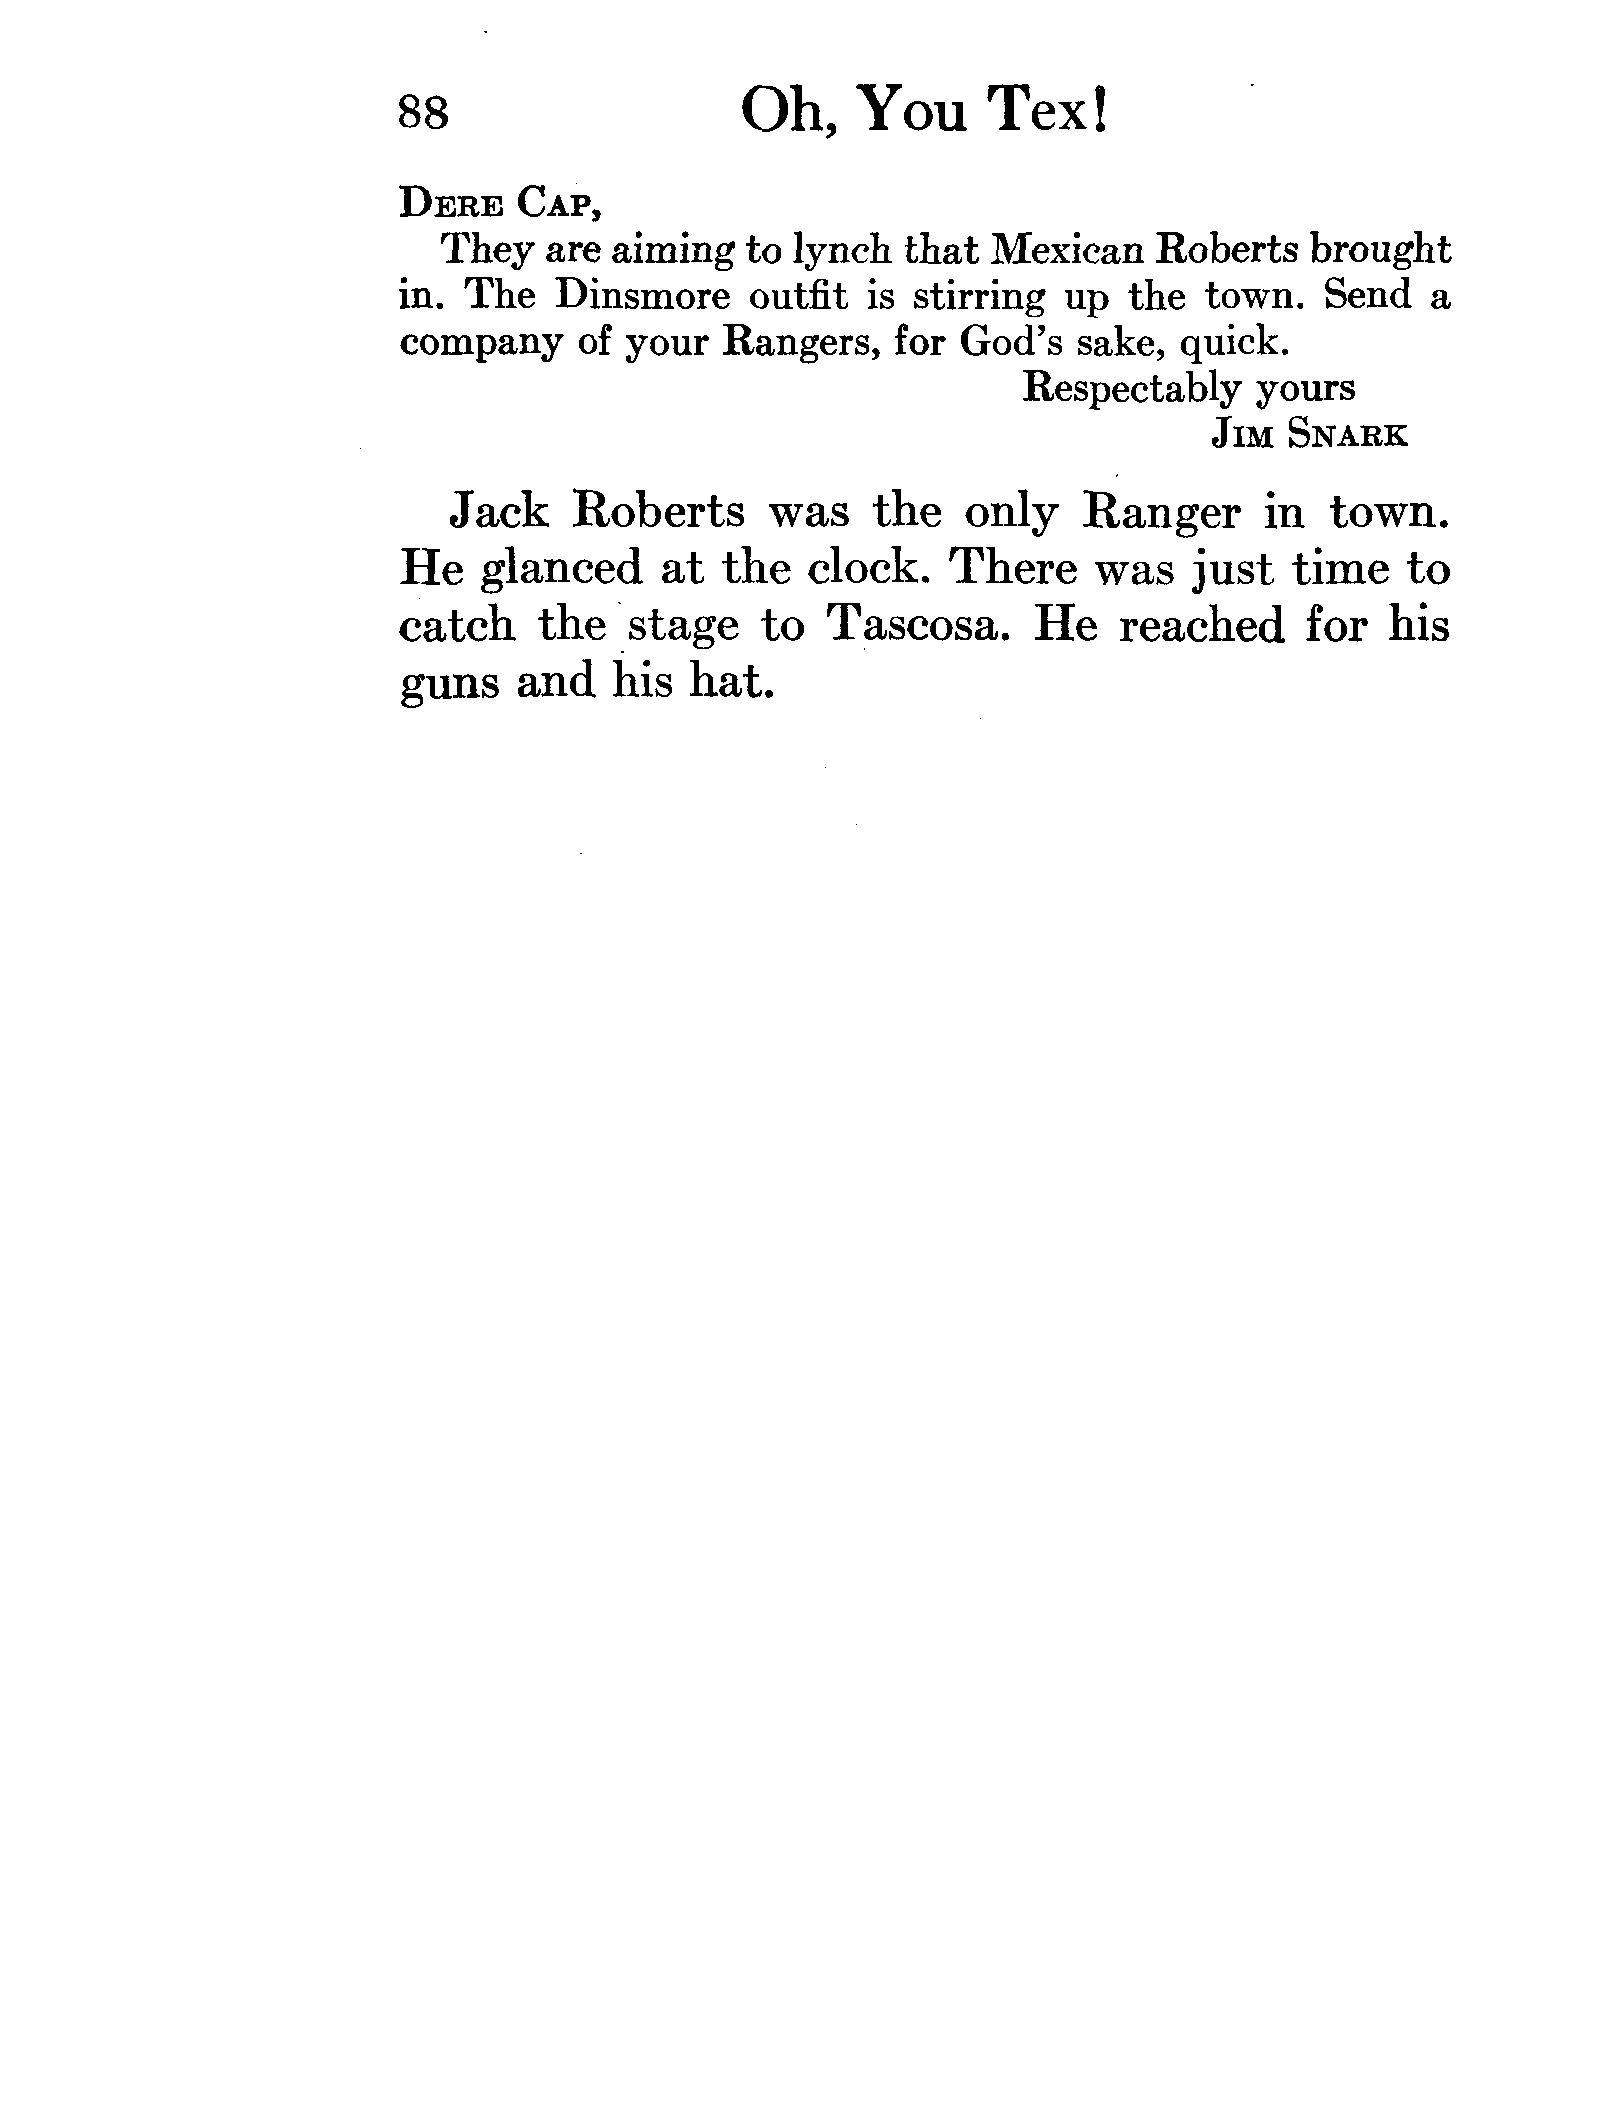 88 Oh, You Tex!
Dere Cap,
They are aiming to lynch that Mexican Roberts brought
in. The Dinsmore outfit is stirring up the town. Send a
company of your Rangers, for God's sake, quick.
Respectably yours
Jim Snark
Jack Roberts was the only Ranger in town.
He glanced at the clock. There was just time to
catch the stage to Tascosa. He reached for his
guns and his hat.